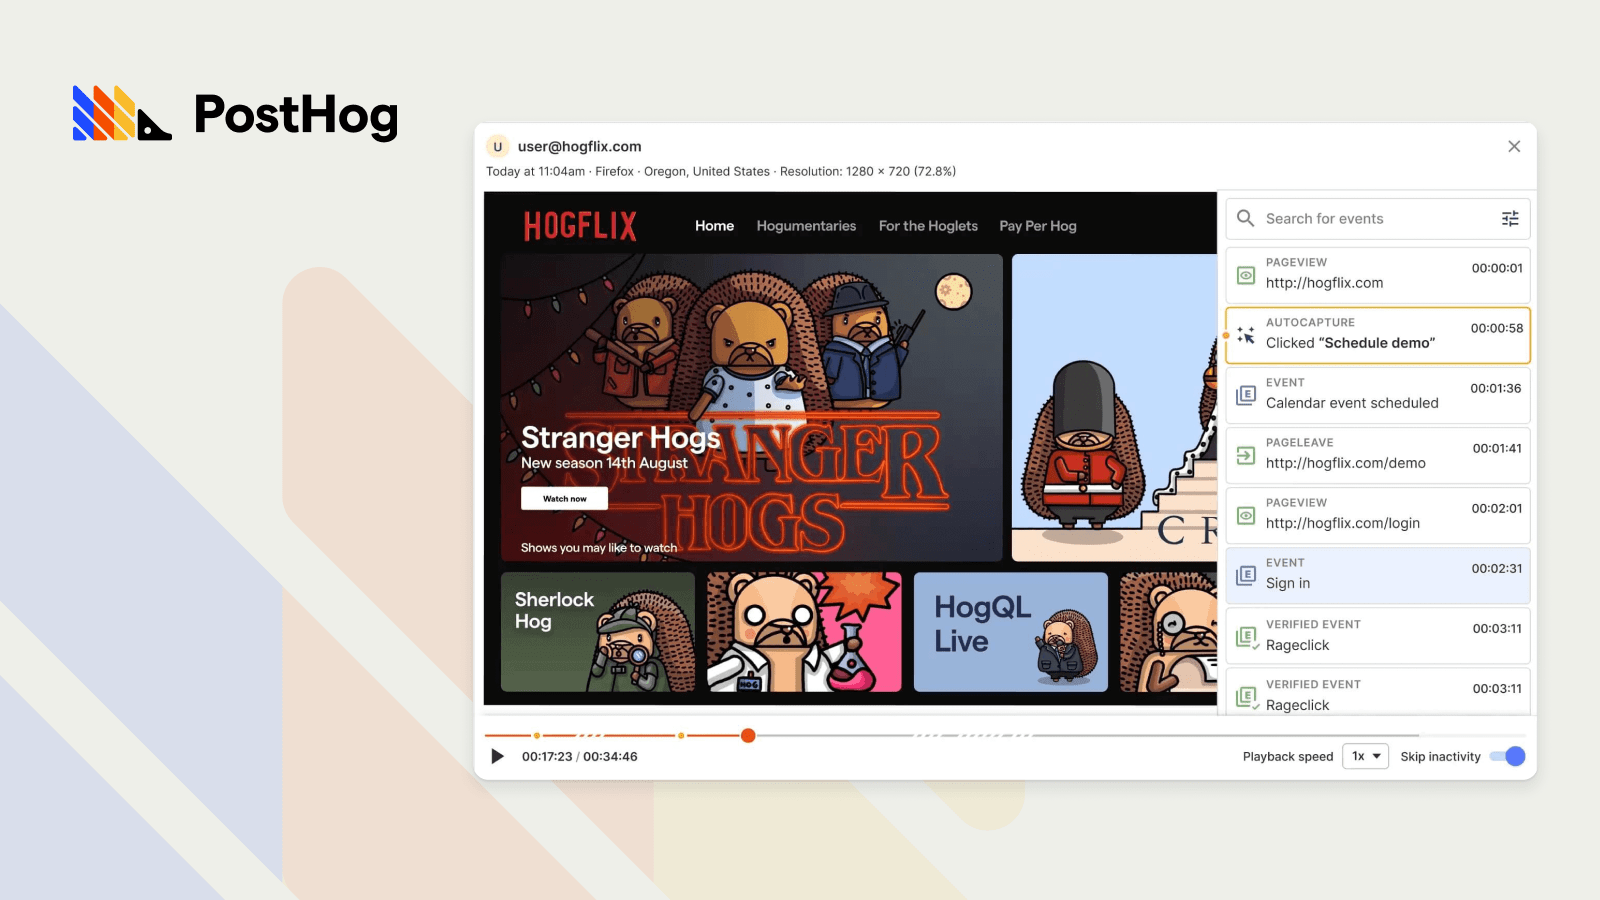 PostHog
U user@hogflix.com
Today at 11:04am · Firefox · Oregon, United States · Resolution: 1280 × 720 (72.8%)
HOGFLIX
Home Hogumentaries For the Hoglets Pay Per Hog
STRANGER
HOGS
Stranger Hogs
New season 14th August
Watch now
Shows you may like to watch
C R
Sherlock
Hog
HOG
HogQL
Live
Search for events
PAGEVIEW
http://hogflix.com
00:00:01
AUTOCAPTURE
Clicked “Schedule demo”
00:00:58
E
EVENT
Calendar event scheduled
00:01:36
PAGELEAVE
http://hogflix.com/demo
00:01:41
PAGEVIEW
http://hogflix.com/login
00:02:01
E
EVENT
Sign in
00:02:31
E
VERIFIED EVENT
Rageclick
00:03:11
E
VERIFIED EVENT
Rageclick
00:03:11
00:17:23 / 00:34:46
Playback speed 1x Skip inactivity